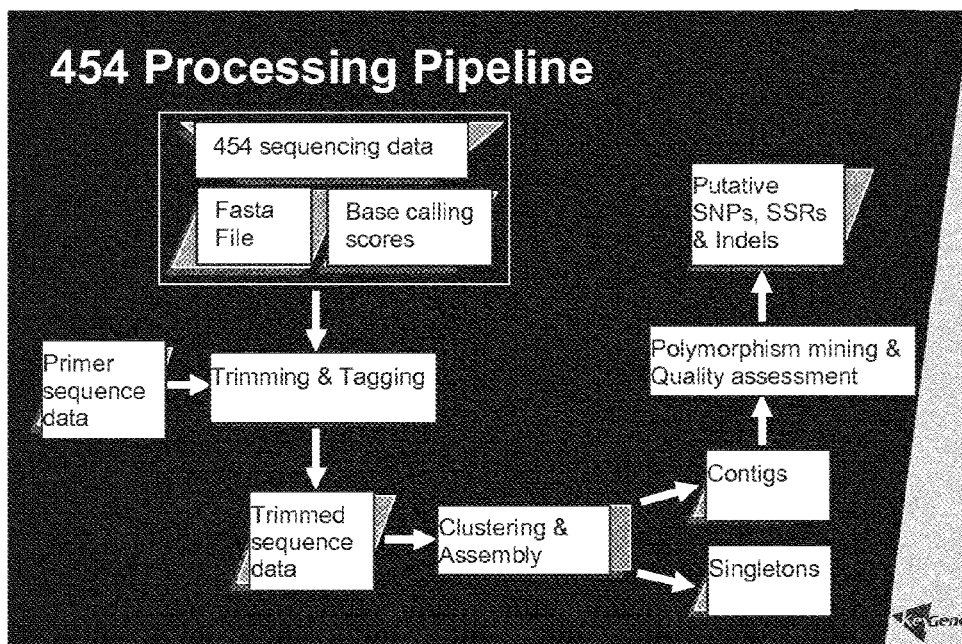 454 Processing Pipeline
454 sequencing data
Fasta
File
Base calling
scores
Primer
sequence
data
Trimming & Tagging
Trimmed
sequence
data
Clustering &
Assembly
Contigs
Singletons
Polymorphism mining &
Quality assessment
Putative
SNPs, SSRs
& Indels
KeyGene